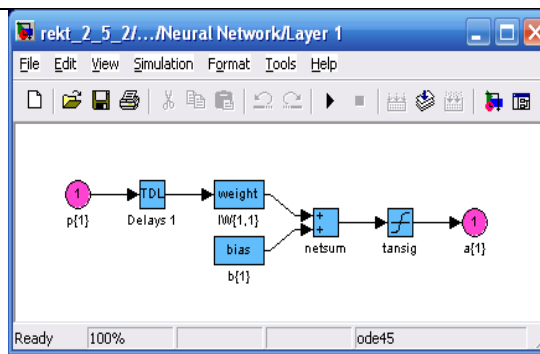 rekt_2_5_2/.../Neural Network/Layer 1
File Edit View Simulation Format Tools Help
1 TDL weight + + 1
p{1} Delays 1 IW{1,1} netsum tansig a{1}
bias
b{1}
Ready 100% ode45